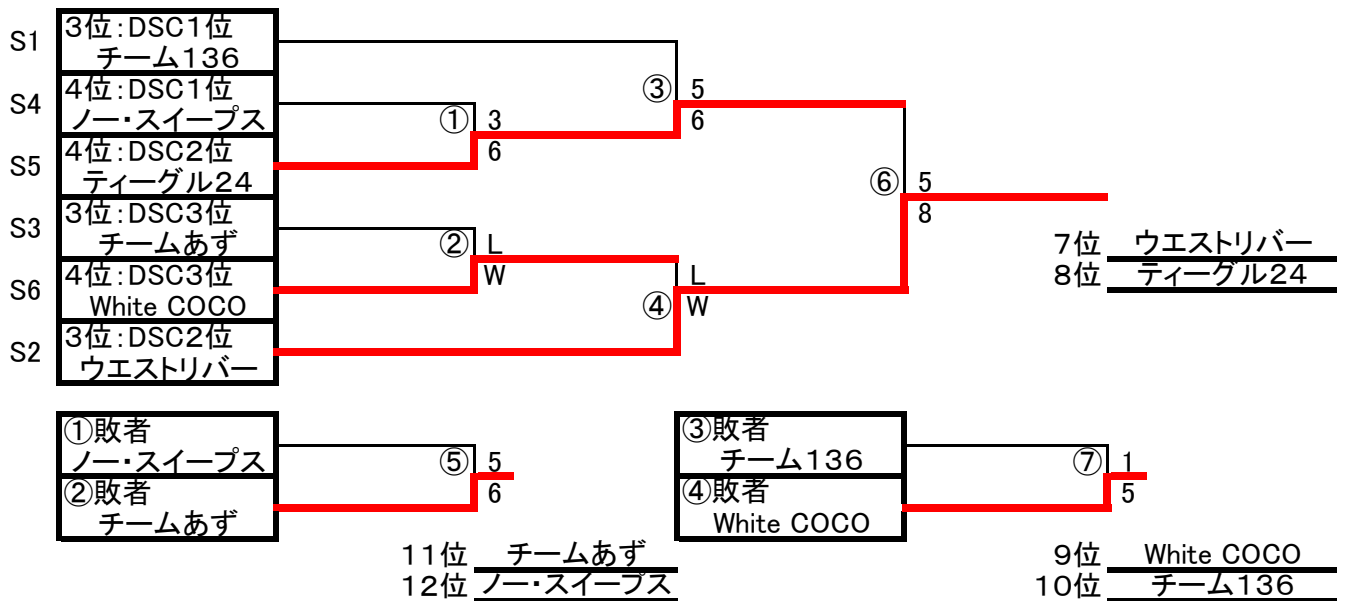 S1
3位:DSC1位
チーム136
S4
4位:DSC1位
ノー・スイープス
S5
4位:DSC2位
ティーグル24
S3
3位:DSC3位
チームあず
S6
4位:DSC3位
White COCO
S2
3位:DSC2位
ウエストリバー
① 3
6
② L
W
③ 5
6
④ L
W
⑥ 5
8
7位 ウエストリバー
8位 ティーグル24
①敗者
ノー・スイープス
②敗者
チームあず
⑤ 5
6
11位 チームあず
12位 ノー・スイープス
③敗者
チーム136
④敗者
White COCO
⑦ 1
5
9位 White COCO
10位 チーム136